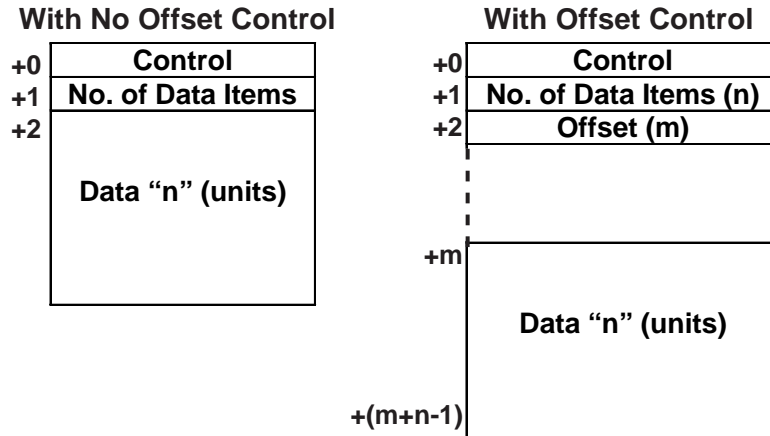 With No Offset Control
+0 Control
+1 No. of Data Items
+2
Data “n” (units)
With Offset Control
+0 Control
+1 No. of Data Items (n)
+2 Offset (m)
+m
Data “n” (units)
+(m+n-1)